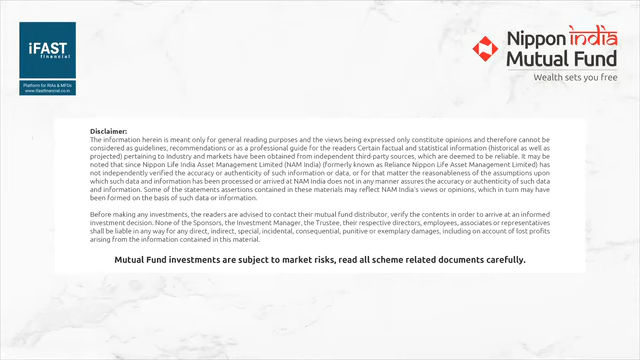 iFAST
financial
Platform for RIAs & MFDs
www.ifastfinancial.co.in
Nippon india
Mutual Fund
Wealth sets you free
Disclaimer:
The information herein is meant only for general reading purposes and the views being expressed only constitute opinions and therefore cannot be
considered as guidelines, recommendations or as a professional guide for the readers Certain factual and statistical information (historical as well as
projected) pertaining to Industry and markets have been obtained from independent third-party sources, which are deemed to be reliable. It may be
noted that since Nippon Life India Asset Management Limited (NAM India) (formerly known as Reliance Nippon Life Asset Management Limited) has
not independently verified the accuracy or authenticity of such information or data, or for that matter the reasonableness of the assumptions upon
which such data and information has been processed or arrived at NAM India does not in any manner assures the accuracy or authenticity of such data
and information. Some of the statements assertions contained in these materials may reflect NAM India's views or opinions, which in turn may have
been formed on the basis of such data or information.
Before making any investments, the readers are advised to contact their mutual fund distributor, verify the contents in order to arrive at an informed
investment decision. None of the Sponsors, the Investment Manager, the Trustee, their respective directors, employees, associates or representatives
shall be liable in any way for any direct, indirect, special, incidental, consequential, punitive or exemplary damages, including on account of lost profits
arising from the information contained in this material.
Mutual Fund investments are subject to market risks, read all scheme related documents carefully.